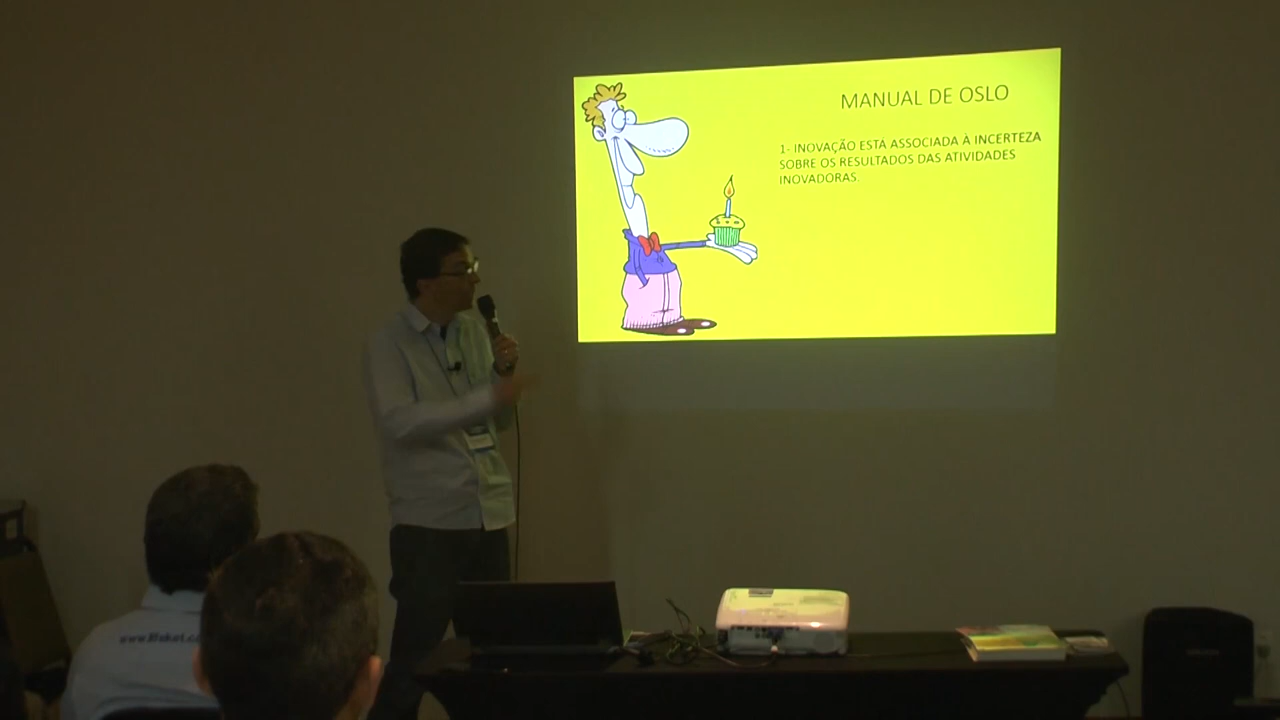 MANUAL DE OSLO
1- INOVAÇÃO ESTÁ ASSOCIADA À INCERTEZA
SOBRE OS RESULTADOS DAS ATIVIDADES
INOVADORAS.